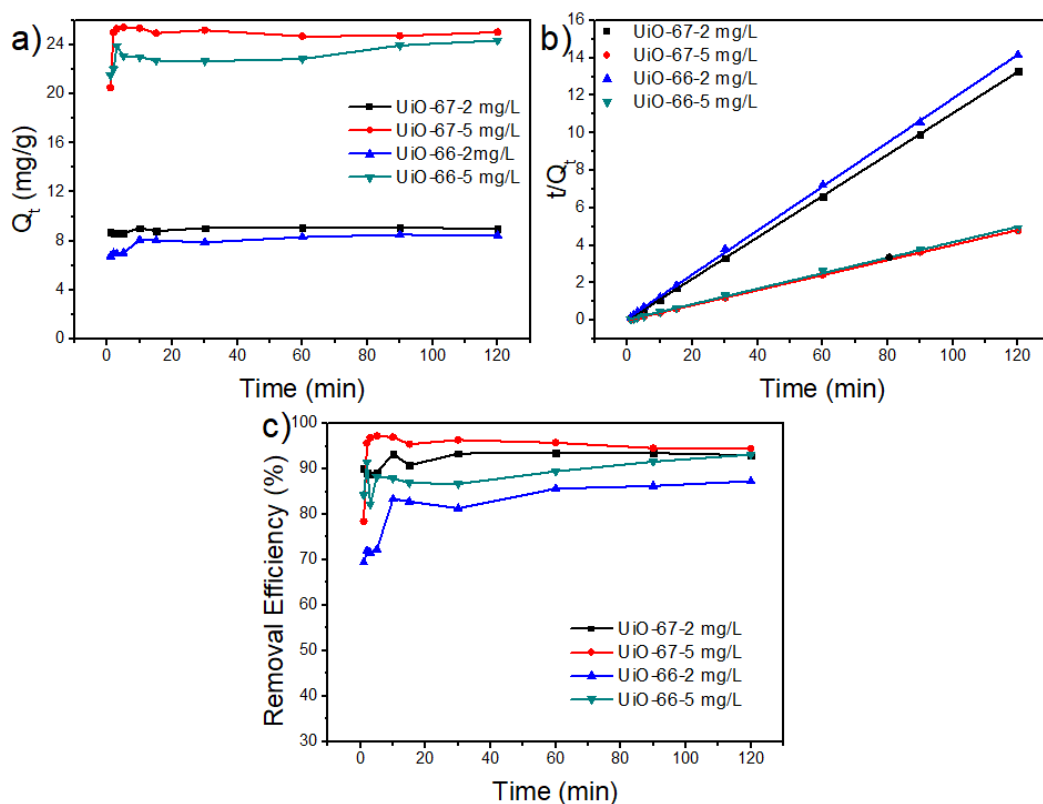 a)
24
20
16
12
8
4
0
Qt (mg/g)
UiO-67-2 mg/L
UiO-67-5 mg/L
UiO-66-2mg/L
UiO-66-5 mg/L
0 20 40 60 80 100 120
Time (min)
b)
16
14
12
10
8
6
4
2
0
t/Qt
UiO-67-2 mg/L
UiO-67-5 mg/L
UiO-66-2 mg/L
UiO-66-5 mg/L
0 20 40 60 80 100 120
Time (min)
c)
100
90
80
70
60
50
40
30
Removal Efficiency (%)
UiO-67-2 mg/L
UiO-67-5 mg/L
UiO-66-2 mg/L
UiO-66-5 mg/L
0 20 40 60 80 100 120
Time (min)